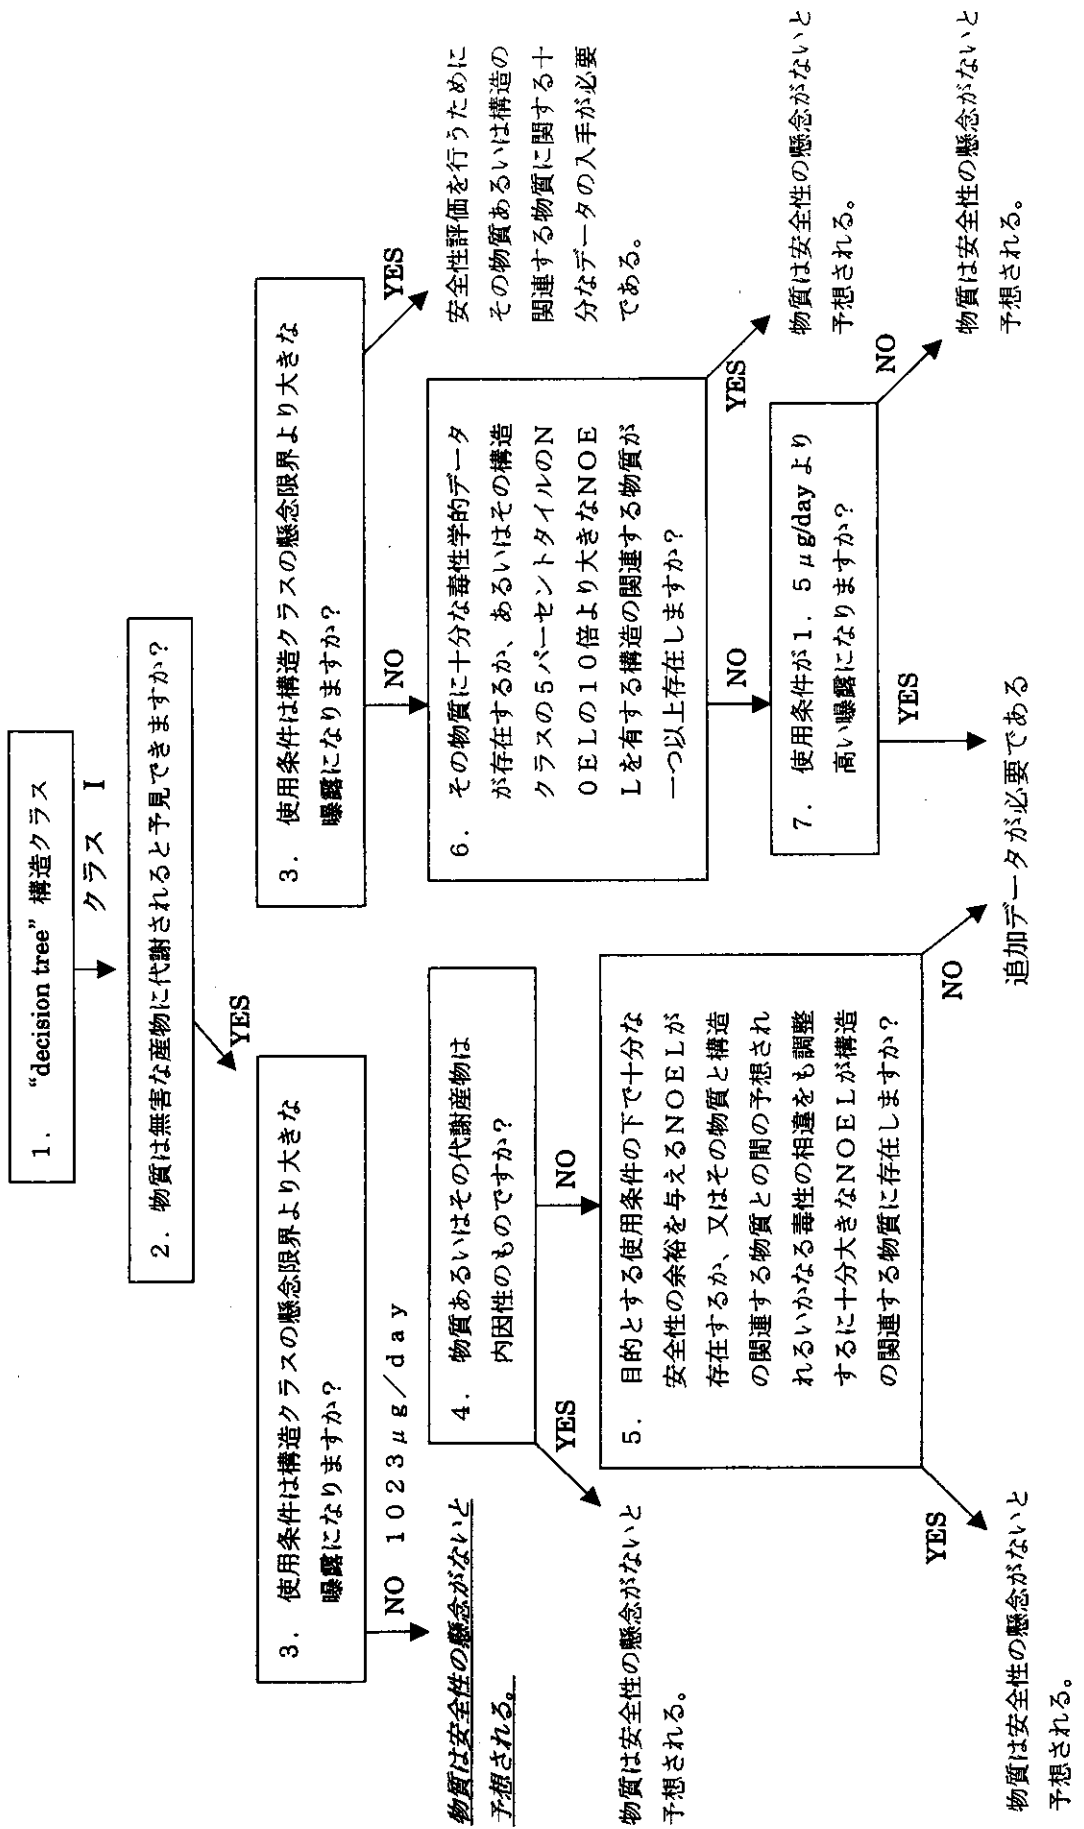 1. “decision tree” 構造クラス
クラス I
2. 物質は無害な産物に代謝されると予見できますか?
YES
3. 使用条件は構造クラスの懸念限界より大きな
曝露になりますか?
NO 1023μg/day
物質は安全性の懸念がないと
予想される。
4. 物質あるいはその代謝産物は
内因性のものですか?
YES
物質は安全性の懸念がないと
予想される。
NO
5. 目的とする使用条件の下で十分な
安全性の余裕を与えるNOELが
存在するか、又はその物質と構造
の関連する物質との間の予想され
れるいかなる毒性の相違をも調整
するに十分大きなNOELが構造
の関連する物質に存在しますか?
YES
物質は安全性の懸念がないと
予想される。
NO
追加データが必要である
3. 使用条件は構造クラスの懸念限界より大きな
曝露になりますか?
YES
安全性評価を行うために
その物質あるいは構造の
関連する物質に関する十
分なデータの入手が必要
である。
NO
6. その物質に十分な毒性学的データ
が存在するか、あるいはその構造
クラスの5パーセントタイルのN
OELの10倍より大きなNOE
Lを有する構造の関連する物質が
一つ以上存在しますか?
YES
物質は安全性の懸念がないと
予想される。
NO
7. 使用条件が1.5μg/dayより
高い曝露になりますか?
NO
物質は安全性の懸念がないと
予想される。
YES